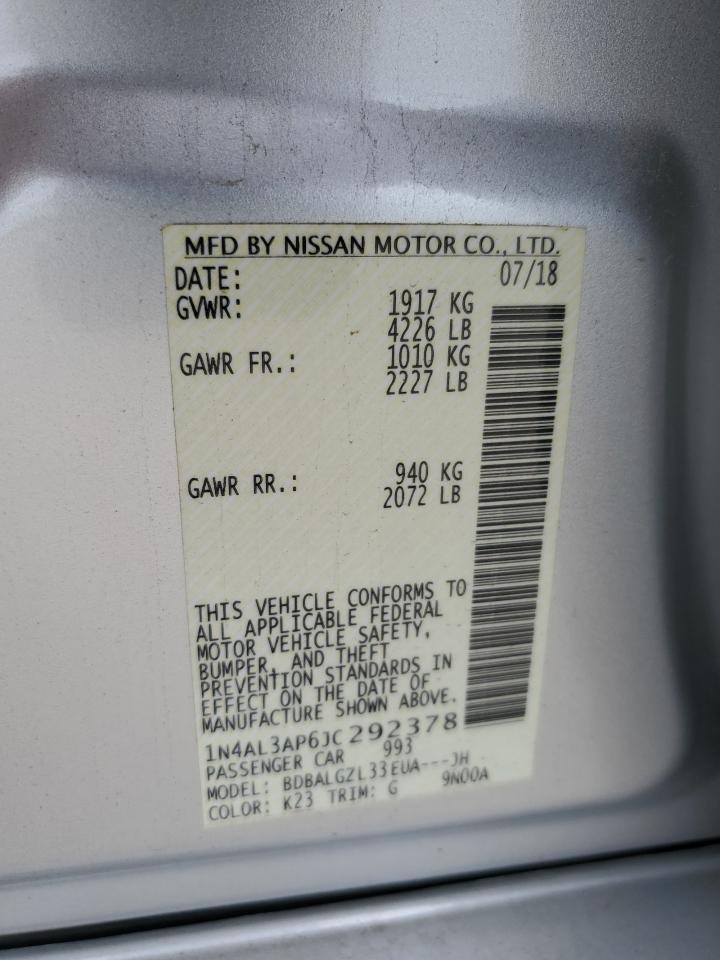 MFD BY NISSAN MOTOR CO., LTD.
DATE: 07/18
GVWR: 1917 KG
4226 LB
GAWR FR.: 1010 KG
2227 LB
GAWR RR.: 940 KG
2072 LB
THIS VEHICLE CONFORMS TO
ALL APPLICABLE FEDERAL
MOTOR VEHICLE SAFETY,
BUMPER, AND THEFT
PREVENTION STANDARDS IN
EFFECT ON THE DATE OF
MANUFACTURE SHOWN ABOVE.
1N4AL3AP6JC292378
PASSENGER CAR 993
MODEL: BDBALGZL33EUA---JH
COLOR: K23 TRIM: G 9N00A